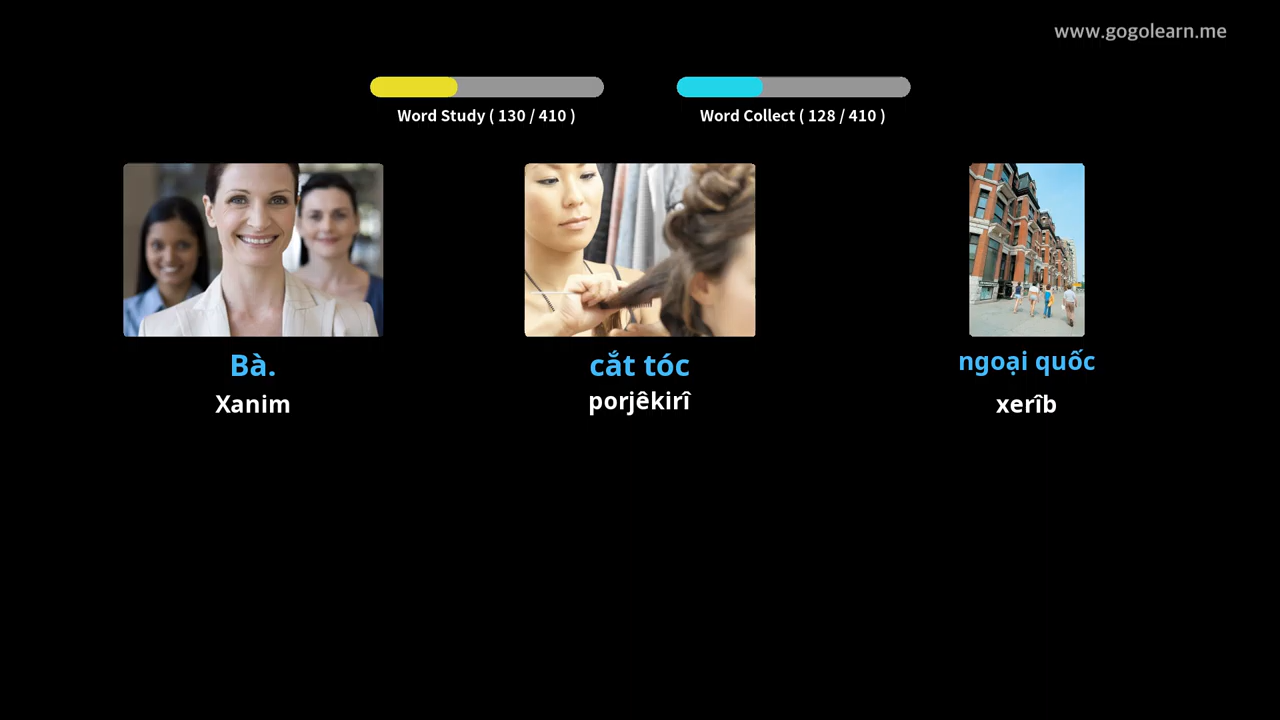 www.gogolearn.me
Word Study ( 130 / 410 )
Word Collect ( 128 / 410 )
Bà.
Xanim
cắt tóc
porjêkirî
ngoại quốc
xerîb